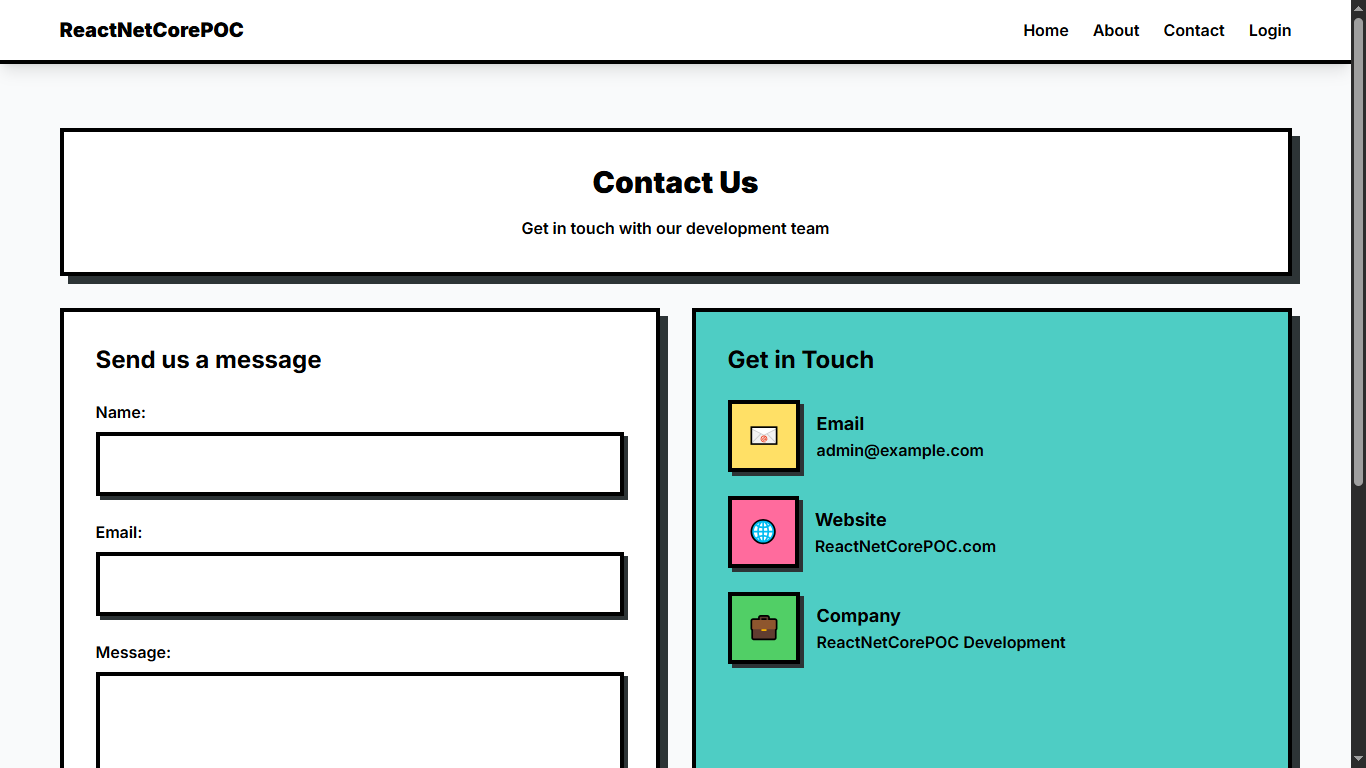 ReactNetCorePOC
Home About Contact Login
Contact Us
Get in touch with our development team
Send us a message
Name:
Email:
Message:
Get in Touch
Email
admin@example.com
Website
ReactNetCorePOC.com
Company
ReactNetCorePOC Development